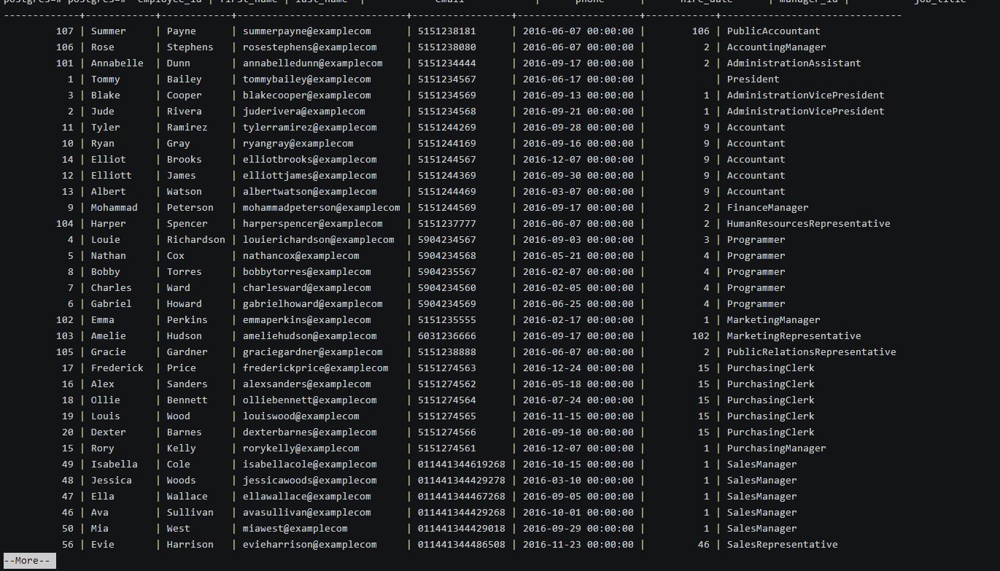 postgres=# postgres=#  employee_id | first_name | last_name  |            email             |      phone      |      hire_date      | manager_id |           job_title
-------------+------------+------------+-----------------------------+-----------------+---------------------+------------+-------------------------------
107 | Summer | Payne | summerpayne@examplecom | 5151238181 | 2016-06-07 00:00:00 | 106 | PublicAccountant
106 | Rose | Stephens | rosestephens@examplecom | 5151238080 | 2016-06-07 00:00:00 | 2 | AccountingManager
101 | Annabelle | Dunn | annabelledunn@examplecom | 5151234444 | 2016-09-17 00:00:00 | 2 | AdministrationAssistant
1 | Tommy | Bailey | tommybailey@examplecom | 5151234567 | 2016-06-17 00:00:00 | | President
3 | Blake | Cooper | blakecooper@examplecom | 5151234569 | 2016-09-13 00:00:00 | 1 | AdministrationVicePresident
2 | Jude | Rivera | juderivera@examplecom | 5151234568 | 2016-09-21 00:00:00 | 1 | AdministrationVicePresident
11 | Tyler | Ramirez | tylerramirez@examplecom | 5151244269 | 2016-09-28 00:00:00 | 9 | Accountant
10 | Ryan | Gray | ryangray@examplecom | 5151244169 | 2016-09-16 00:00:00 | 9 | Accountant
14 | Elliot | Brooks | elliotbrooks@examplecom | 5151244567 | 2016-12-07 00:00:00 | 9 | Accountant
12 | Elliott | James | elliottjames@examplecom | 5151244369 | 2016-09-30 00:00:00 | 9 | Accountant
13 | Albert | Watson | albertwatson@examplecom | 5151244469 | 2016-03-07 00:00:00 | 9 | Accountant
9 | Mohammad | Peterson | mohammadpeterson@examplecom | 5151244569 | 2016-09-17 00:00:00 | 2 | FinanceManager
104 | Harper | Spencer | harperspencer@examplecom | 5151237777 | 2016-06-07 00:00:00 | 2 | HumanResourcesRepresentative
4 | Louie | Richardson | louierichardson@examplecom | 5904234567 | 2016-09-03 00:00:00 | 3 | Programmer
5 | Nathan | Cox | nathancox@examplecom | 5904234568 | 2016-05-21 00:00:00 | 4 | Programmer
8 | Bobby | Torres | bobbytorres@examplecom | 5904235567 | 2016-02-07 00:00:00 | 4 | Programmer
7 | Charles | Ward | charlesward@examplecom | 5904234560 | 2016-02-05 00:00:00 | 4 | Programmer
6 | Gabriel | Howard | gabrielhoward@examplecom | 5904234569 | 2016-06-25 00:00:00 | 4 | Programmer
102 | Emma | Perkins | emmaperkins@examplecom | 5151235555 | 2016-02-17 00:00:00 | 1 | MarketingManager
103 | Amelie | Hudson | ameliehudson@examplecom | 6031236666 | 2016-09-17 00:00:00 | 102 | MarketingRepresentative
105 | Gracie | Gardner | graciegardner@examplecom | 5151238888 | 2016-06-07 00:00:00 | 2 | PublicRelationsRepresentative
17 | Frederick | Price | frederickprice@examplecom | 5151274563 | 2016-12-24 00:00:00 | 15 | PurchasingClerk
16 | Alex | Sanders | alexsanders@examplecom | 5151274562 | 2016-05-18 00:00:00 | 15 | PurchasingClerk
18 | Ollie | Bennett | olliebennett@examplecom | 5151274564 | 2016-07-24 00:00:00 | 15 | PurchasingClerk
19 | Louis | Wood | louiswood@examplecom | 5151274565 | 2016-11-15 00:00:00 | 15 | PurchasingClerk
20 | Dexter | Barnes | dexterbarnes@examplecom | 5151274566 | 2016-09-10 00:00:00 | 15 | PurchasingClerk
15 | Rory | Kelly | rorykelly@examplecom | 5151274561 | 2016-12-07 00:00:00 | 1 | PurchasingManager
49 | Isabella | Cole | isabellacole@examplecom | 011441344619268 | 2016-10-15 00:00:00 | 1 | SalesManager
48 | Jessica | Woods | jessicawoods@examplecom | 011441344429278 | 2016-03-10 00:00:00 | 1 | SalesManager
47 | Ella | Wallace | ellawallace@examplecom | 011441344467268 | 2016-09-05 00:00:00 | 1 | SalesManager
46 | Ava | Sullivan | avasullivan@examplecom | 011441344429268 | 2016-10-01 00:00:00 | 1 | SalesManager
50 | Mia | West | miawest@examplecom | 011441344429018 | 2016-09-29 00:00:00 | 1 | SalesManager
56 | Evie | Harrison | evieharrison@examplecom | 011441344486508 | 2016-11-23 00:00:00 | 46 | SalesRepresentative
--More--